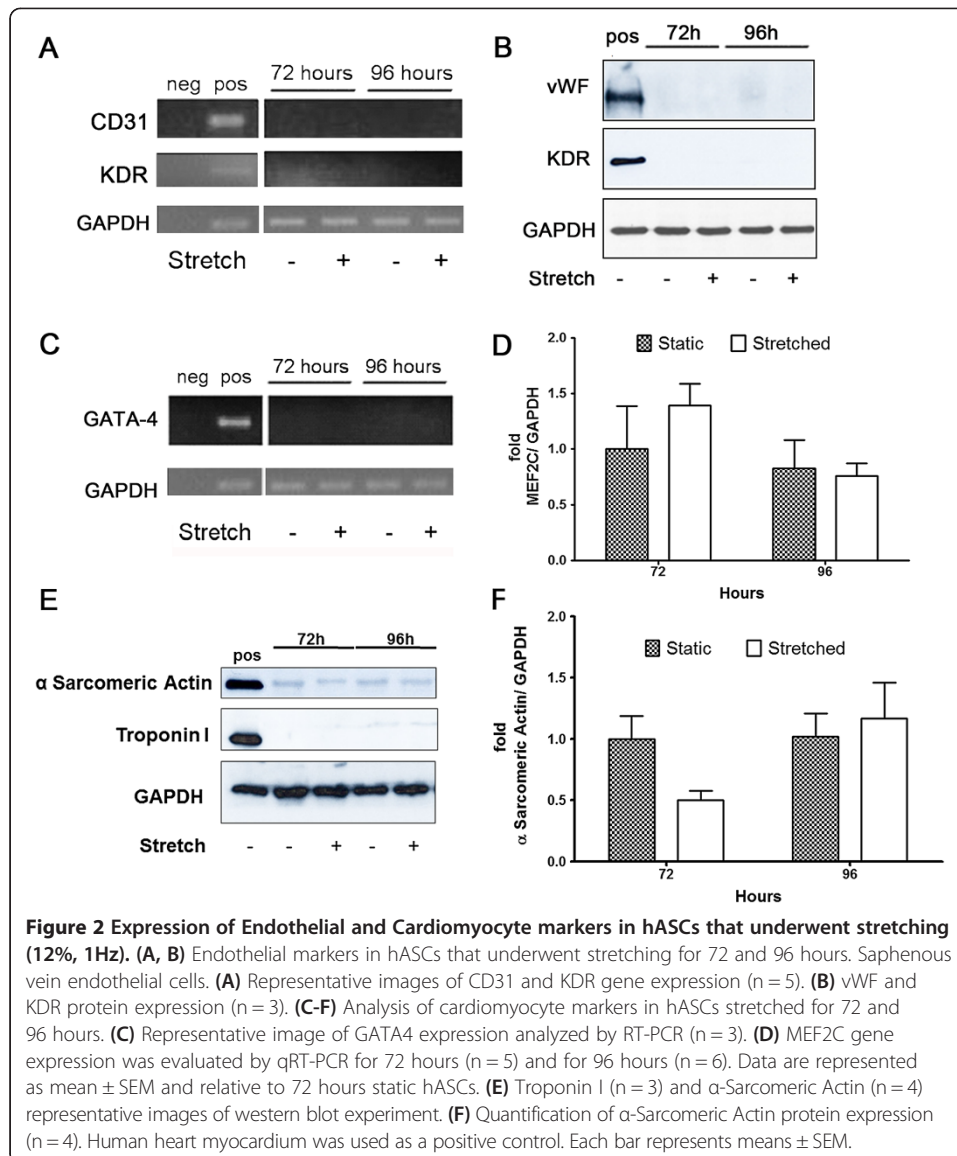 A
72 hours 96 hours
neg pos
CD31
KDR
GAPDH
Stretch - + - +
B
pos 72h 96h
vWF
KDR
GAPDH
Stretch - - + - +
C
72 hours 96 hours
neg pos
GATA-4
GAPDH
Stretch - + - +
D
2.0
1.5
1.0
0.5
0.0
fold
MEF2C/ GAPDH
Static Stretched
72 96
Hours
E
72h 96h
pos
α Sarcomeric Actin
Troponin I
GAPDH
Stretch - - + - +
F
2.0
1.5
1.0
0.5
0.0
fold
α Sarcomeric Actin/ GAPDH
Static Stretched
72 96
Hours
Figure 2 Expression of Endothelial and Cardiomyocyte markers in hASCs that underwent stretching
(12%, 1Hz). (A, B) Endothelial markers in hASCs that underwent stretching for 72 and 96 hours. Saphenous
vein endothelial cells. (A) Representative images of CD31 and KDR gene expression (n = 5). (B) vWF and
KDR protein expression (n = 3). (C-F) Analysis of cardiomyocyte markers in hASCs stretched for 72 and
96 hours. (C) Representative image of GATA4 expression analyzed by RT-PCR (n = 3). (D) MEF2C gene
expression was evaluated by qRT-PCR for 72 hours (n = 5) and for 96 hours (n = 6). Data are represented
as mean ± SEM and relative to 72 hours static hASCs. (E) Troponin I (n = 3) and α-Sarcomeric Actin (n = 4)
representative images of western blot experiment. (F) Quantification of α-Sarcomeric Actin protein expression
(n = 4). Human heart myocardium was used as a positive control. Each bar represents means ± SEM.